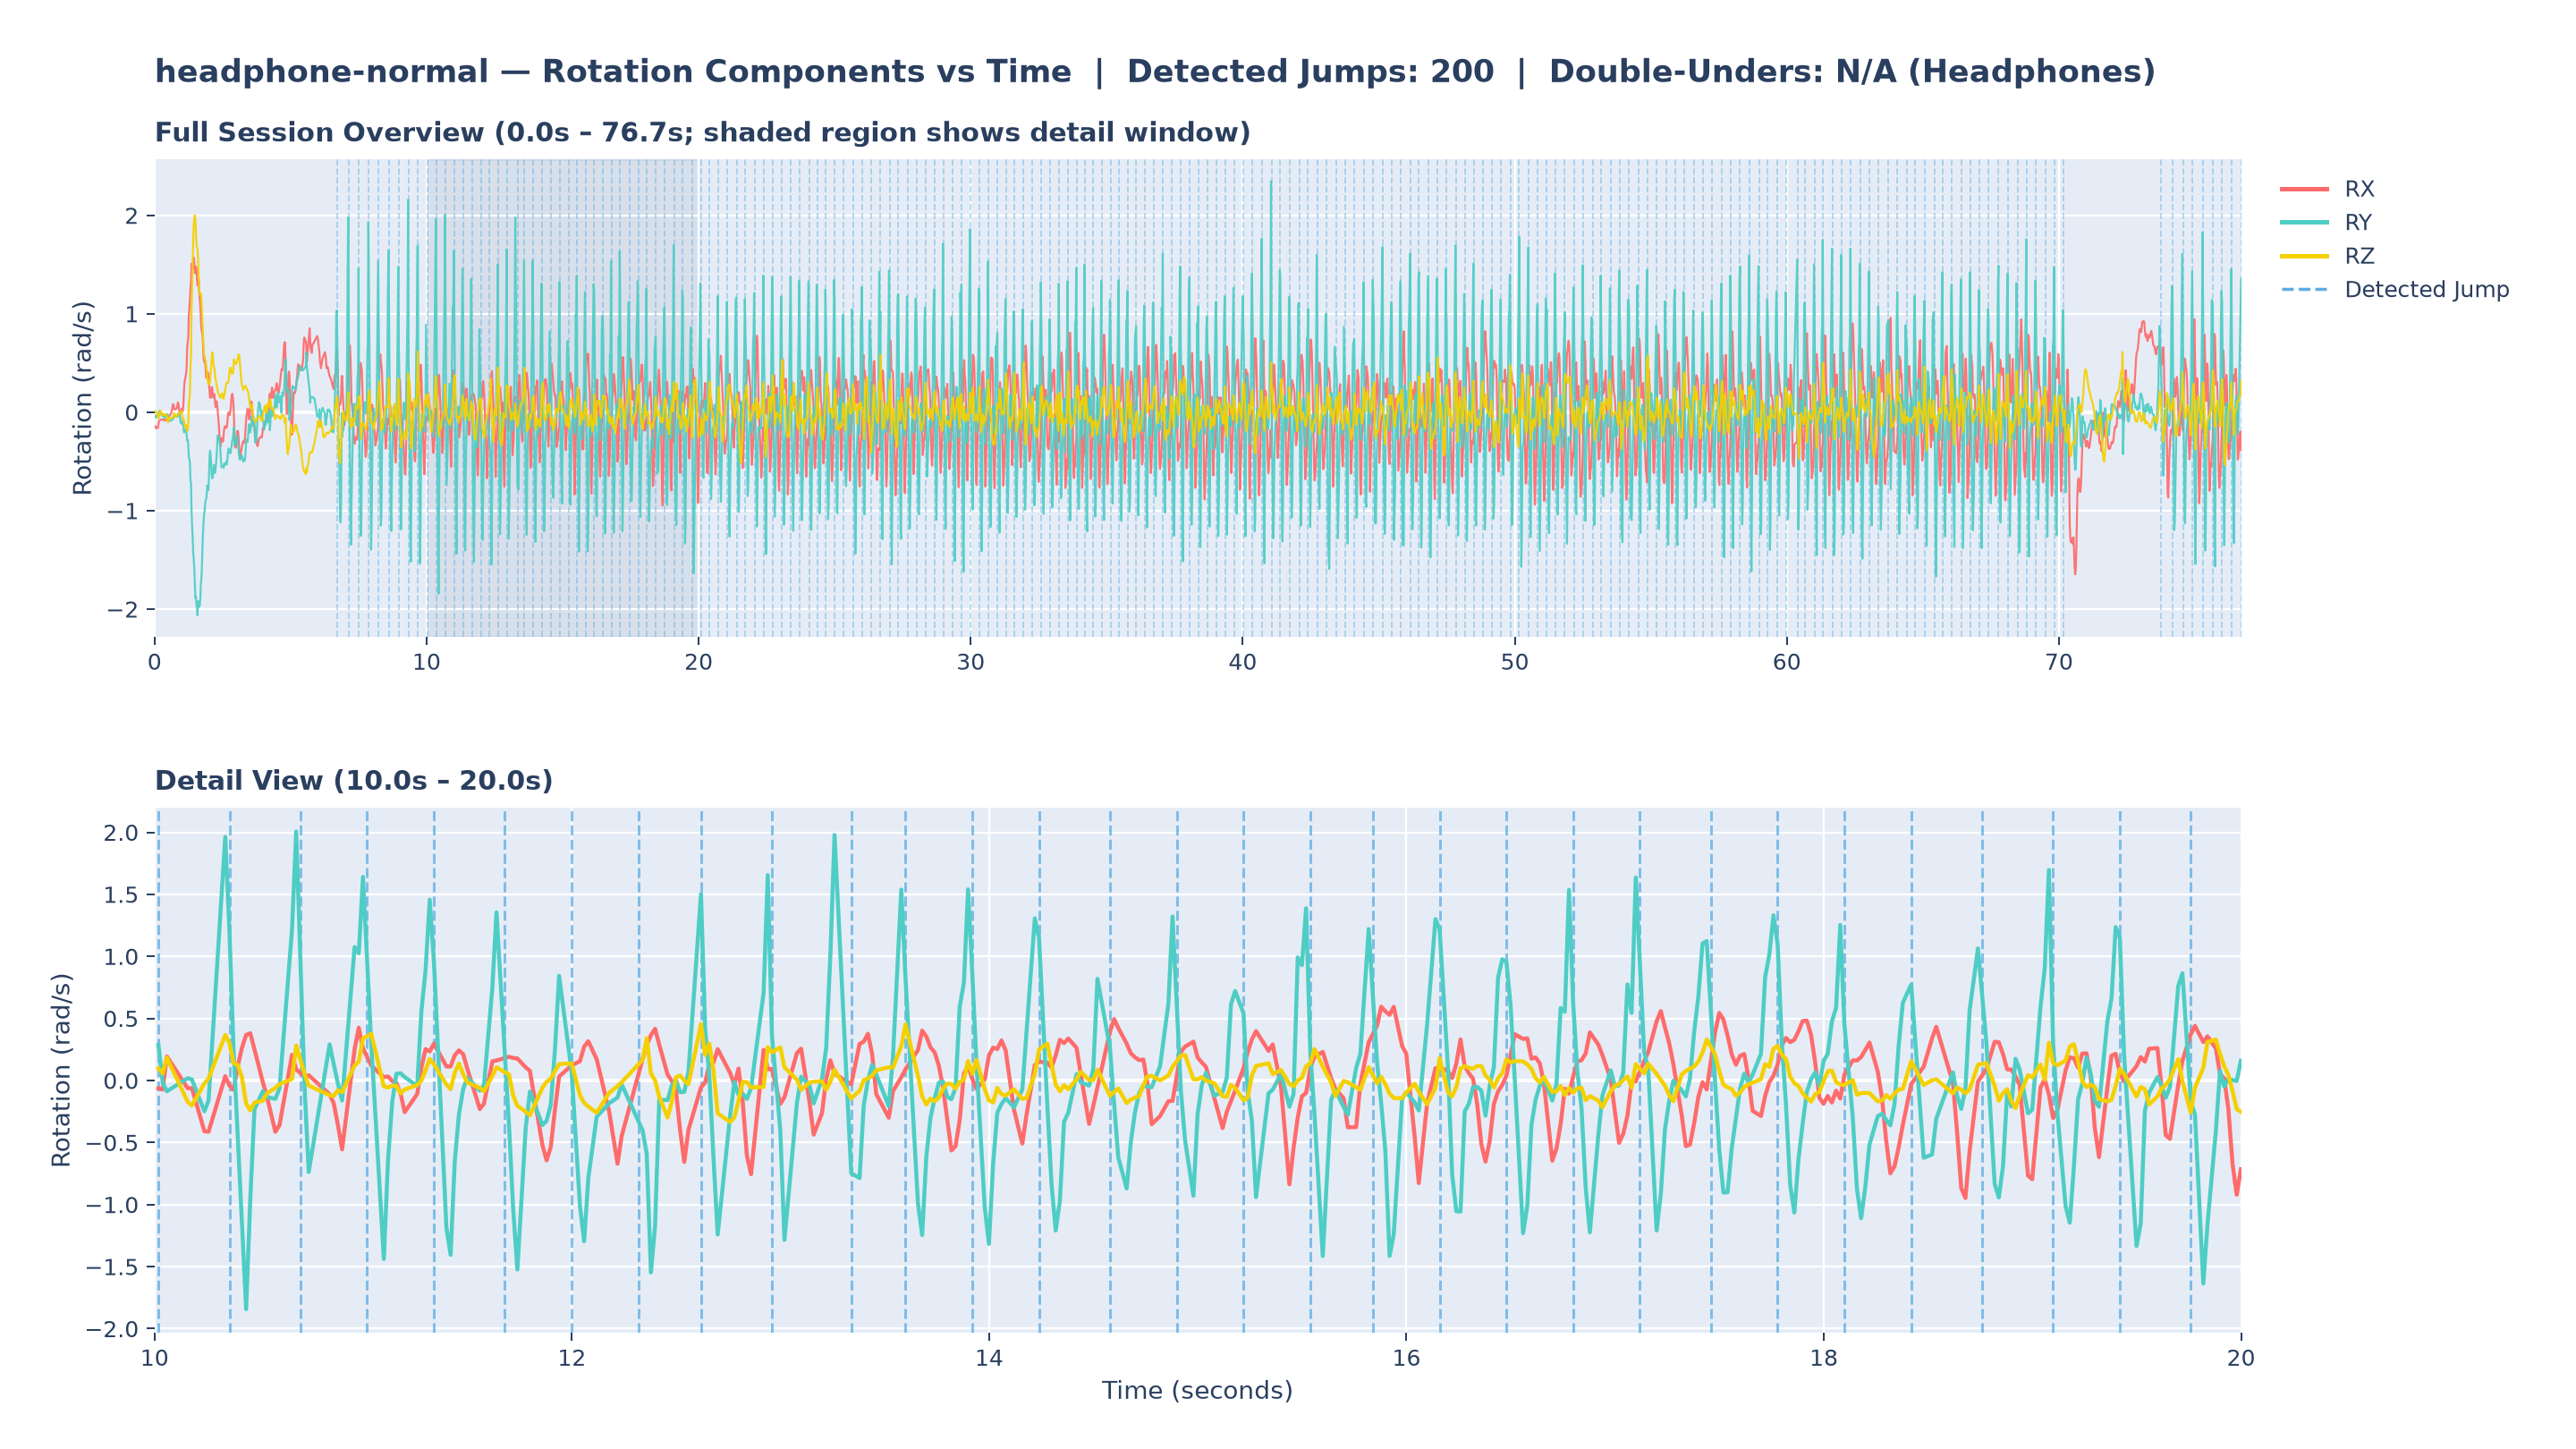 headphone-normal — Rotation Components vs Time | Detected Jumps: 200 | Double-Unders: N/A (Headphones)
Full Session Overview (0.0s – 76.7s; shaded region shows detail window)
Rotation (rad/s)
2
1
0
−1
−2
0 10 20 30 40 50 60 70
RX
RY
RZ
Detected Jump
Detail View (10.0s – 20.0s)
Rotation (rad/s)
2.0
1.5
1.0
0.5
0.0
−0.5
−1.0
−1.5
−2.0
10 12 14 16 18 20
Time (seconds)